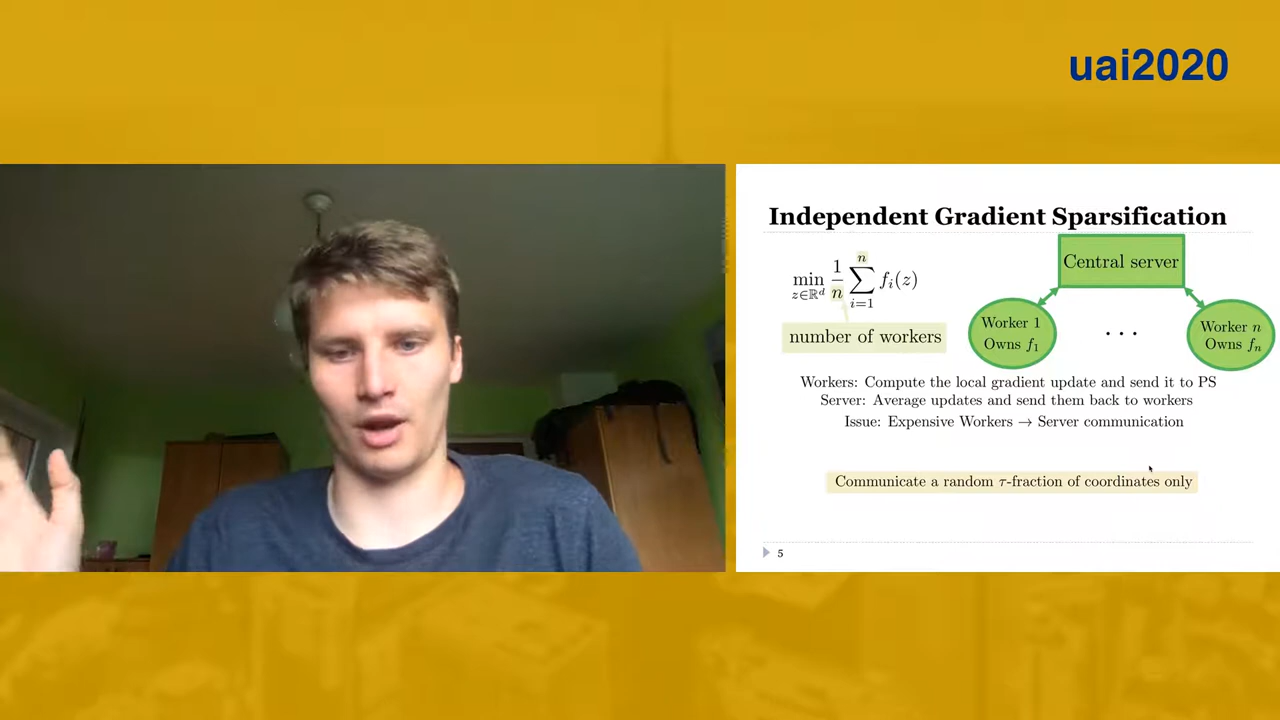 uai2020
Independent Gradient Sparsification
min z∈ℝ^d 1/n ∑_{i=1}^{n} f_i(z)
number of workers
Central server
Worker 1
Owns f_1
. . .
Worker n
Owns f_n
Workers: Compute the local gradient update and send it to PS
Server: Average updates and send them back to workers
Issue: Expensive Workers → Server communication
Communicate a random τ-fraction of coordinates only
5